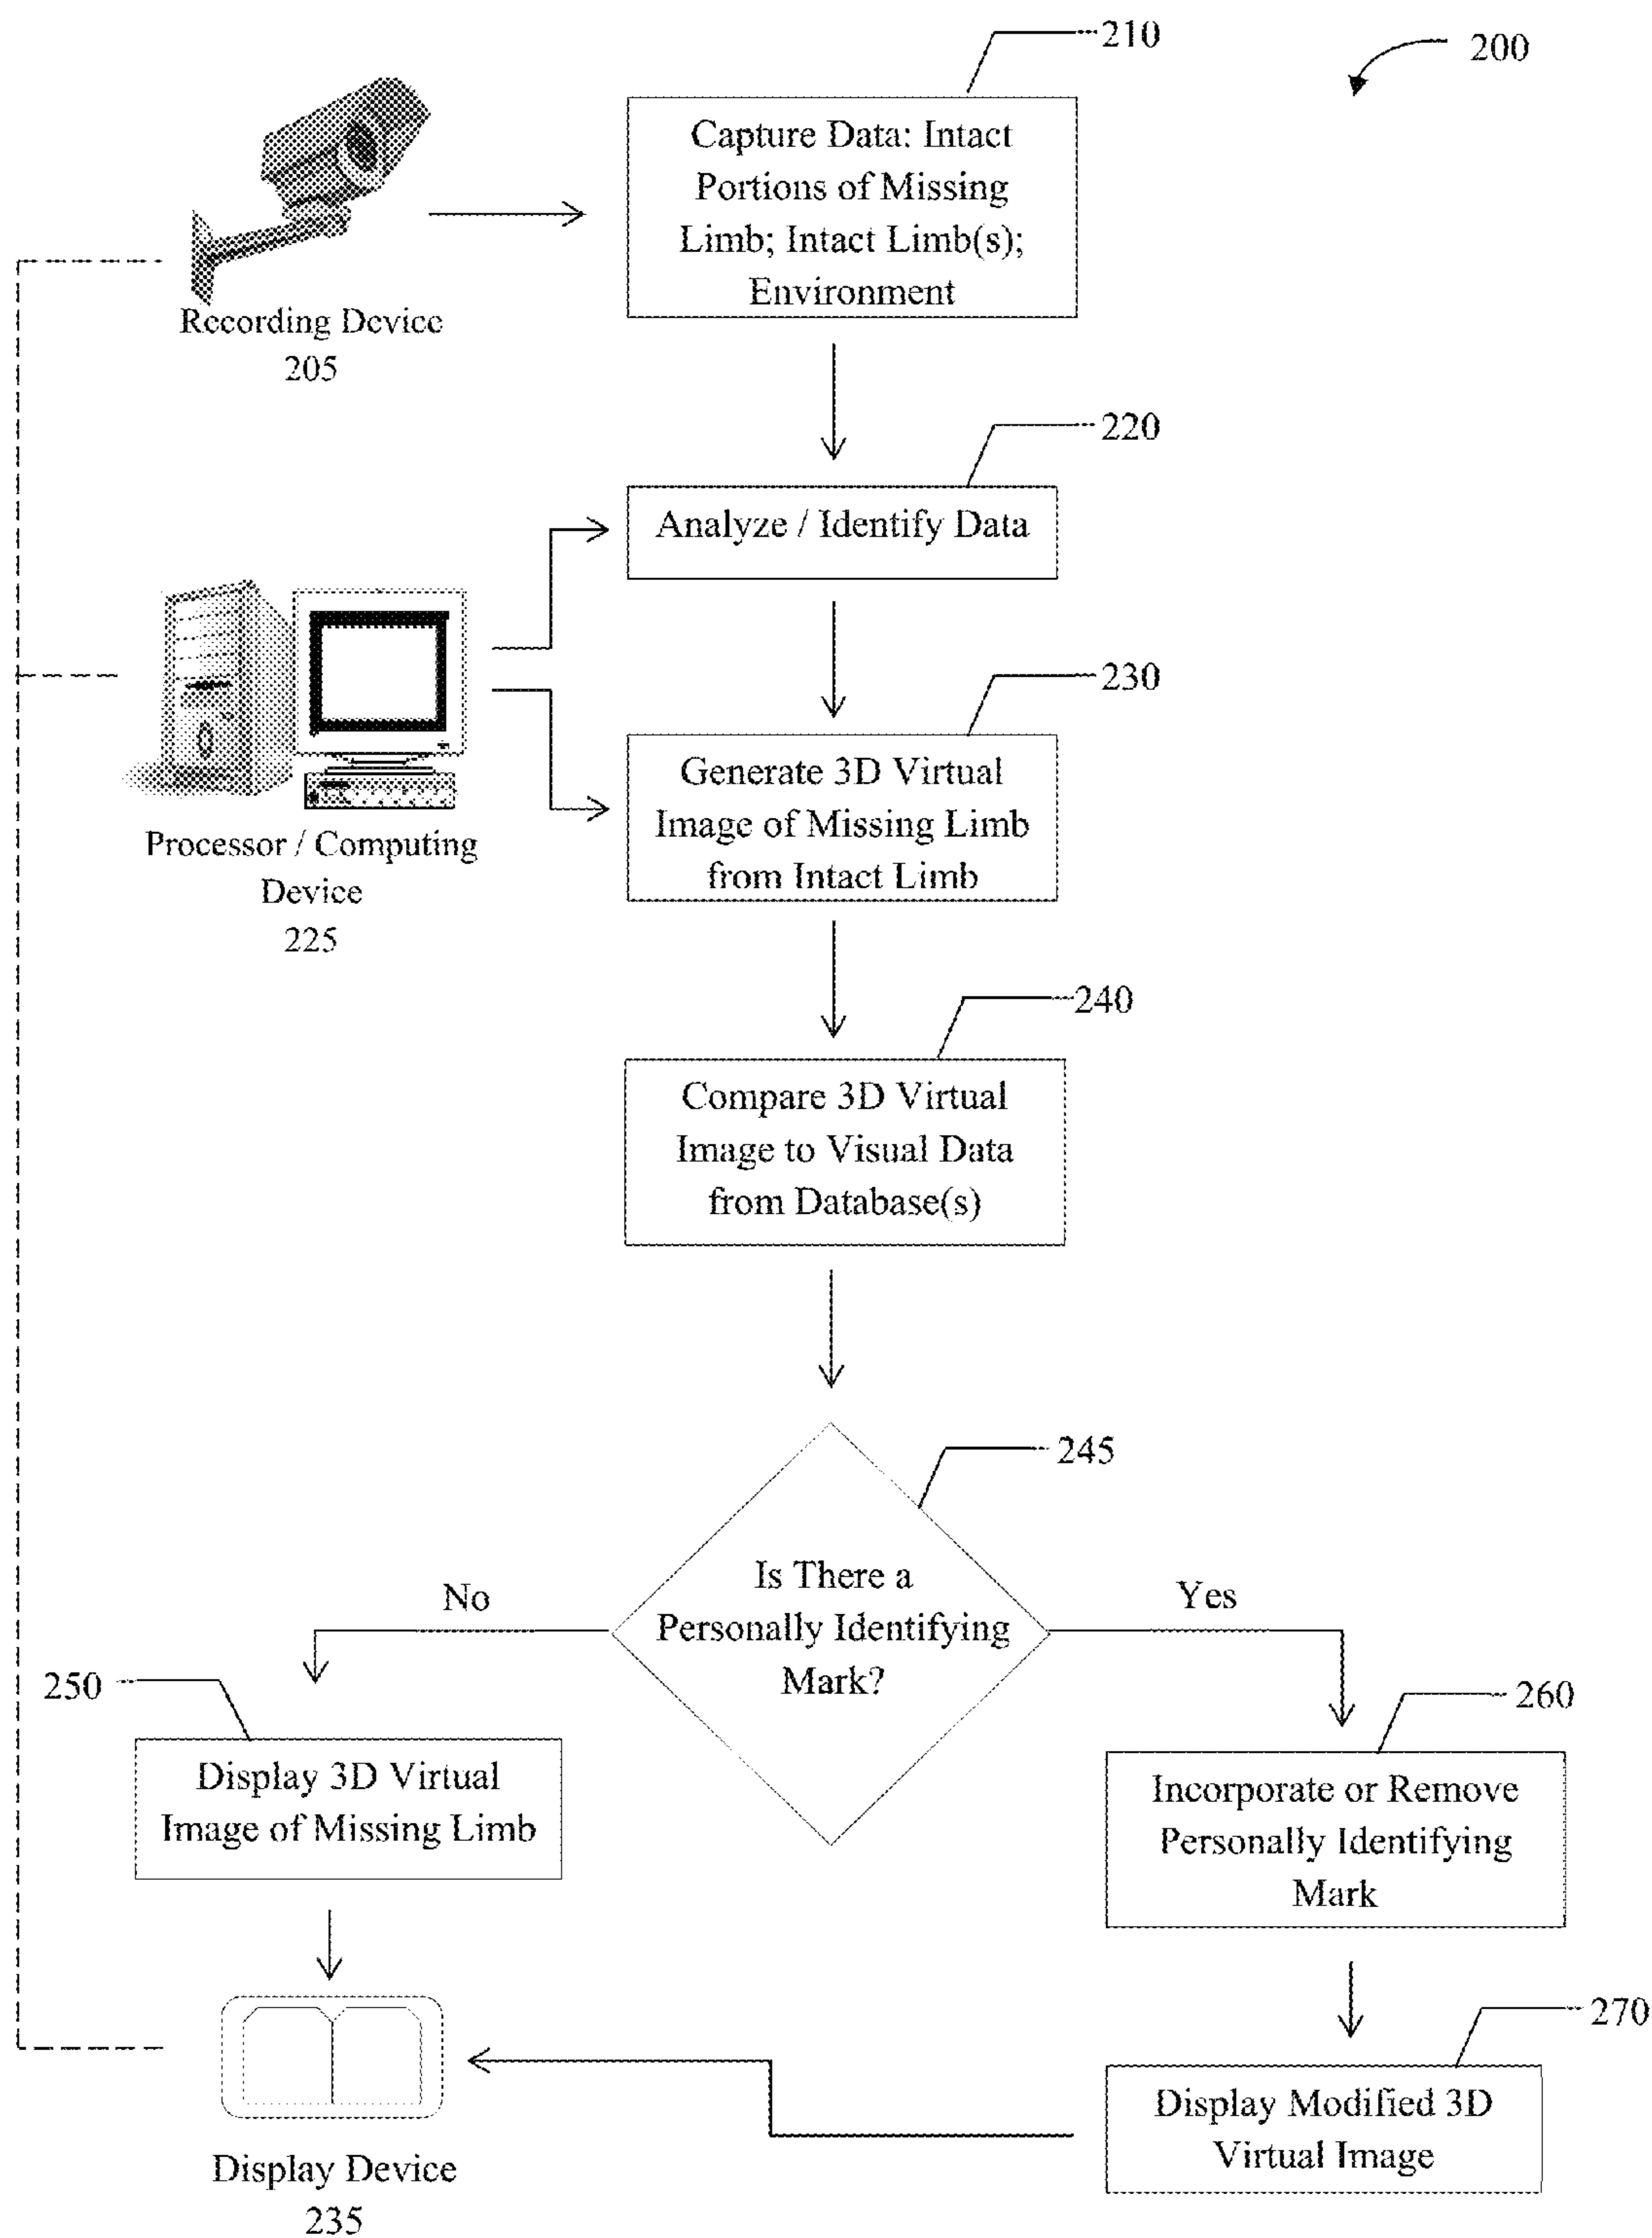 210
200
Capture Data: Intact
Portions of Missing
Limb; Intact Limb(s);
Environment
Recording Device
205
220
Analyze / Identify Data
230
Generate 3D Virtual
Image of Missing Limb
from Intact Limb
Processor / Computing
Device
225
240
Compare 3D Virtual
Image to Visual Data
from Database(s)
245
Is There a
Personally Identifying
Mark?
No
Yes
250
Display 3D Virtual
Image of Missing Limb
260
Incorporate or Remove
Personally Identifying
Mark
270
Display Modified 3D
Virtual Image
Display Device
235